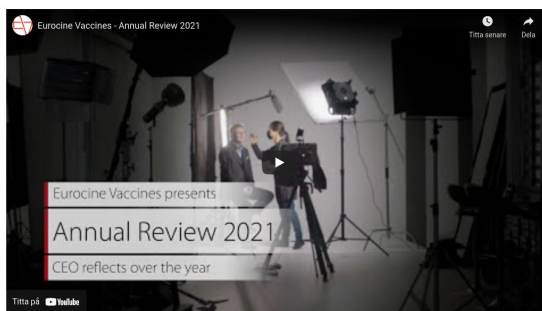 Eurocine Vaccines - Annual Review 2021
Titta senare
Dela
Eurocine Vaccines presents
Annual Review 2021
CEO reflects over the year
Titta på YouTube